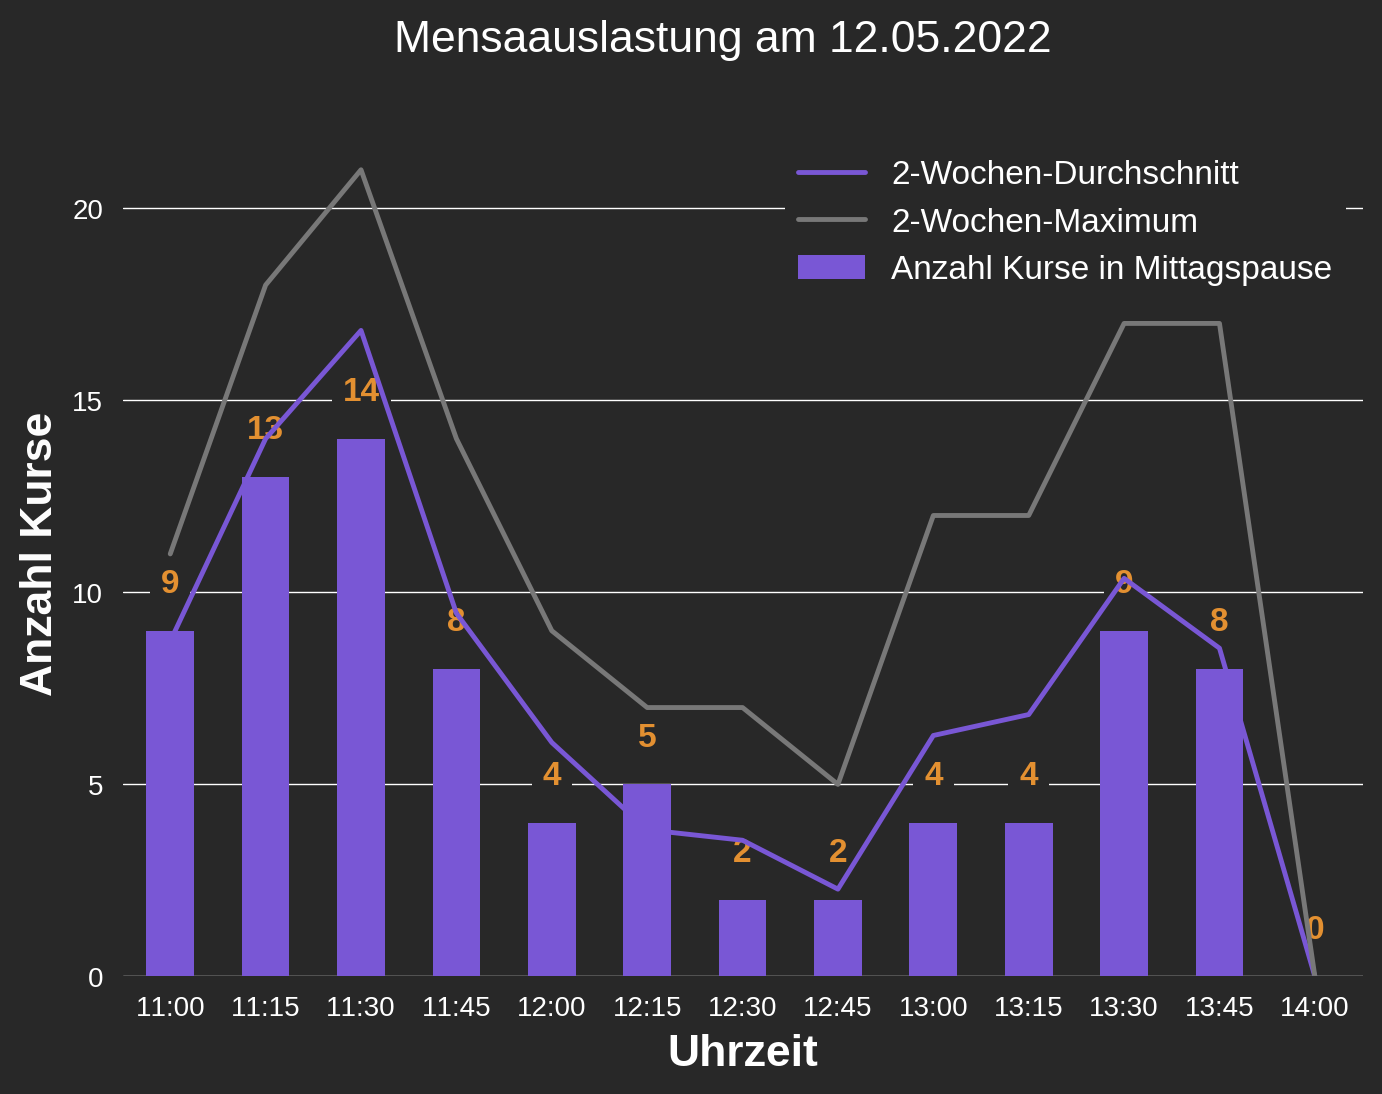 Mensaauslastung am 12.05.2022
2-Wochen-Durchschnitt
2-Wochen-Maximum
Anzahl Kurse in Mittagspause
Anzahl Kurse
20
15
10
5
0
9
13
14
8
4
5
2
2
4
4
9
8
0
11:00 11:15 11:30 11:45 12:00 12:15 12:30 12:45 13:00 13:15 13:30 13:45 14:00
Uhrzeit